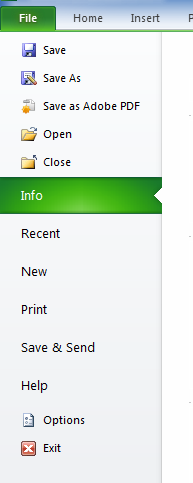 File Home Insert P
Save
Save As
Save as Adobe PDF
Open
Close
Info
Recent
New
Print
Save & Send
Help
Options
Exit